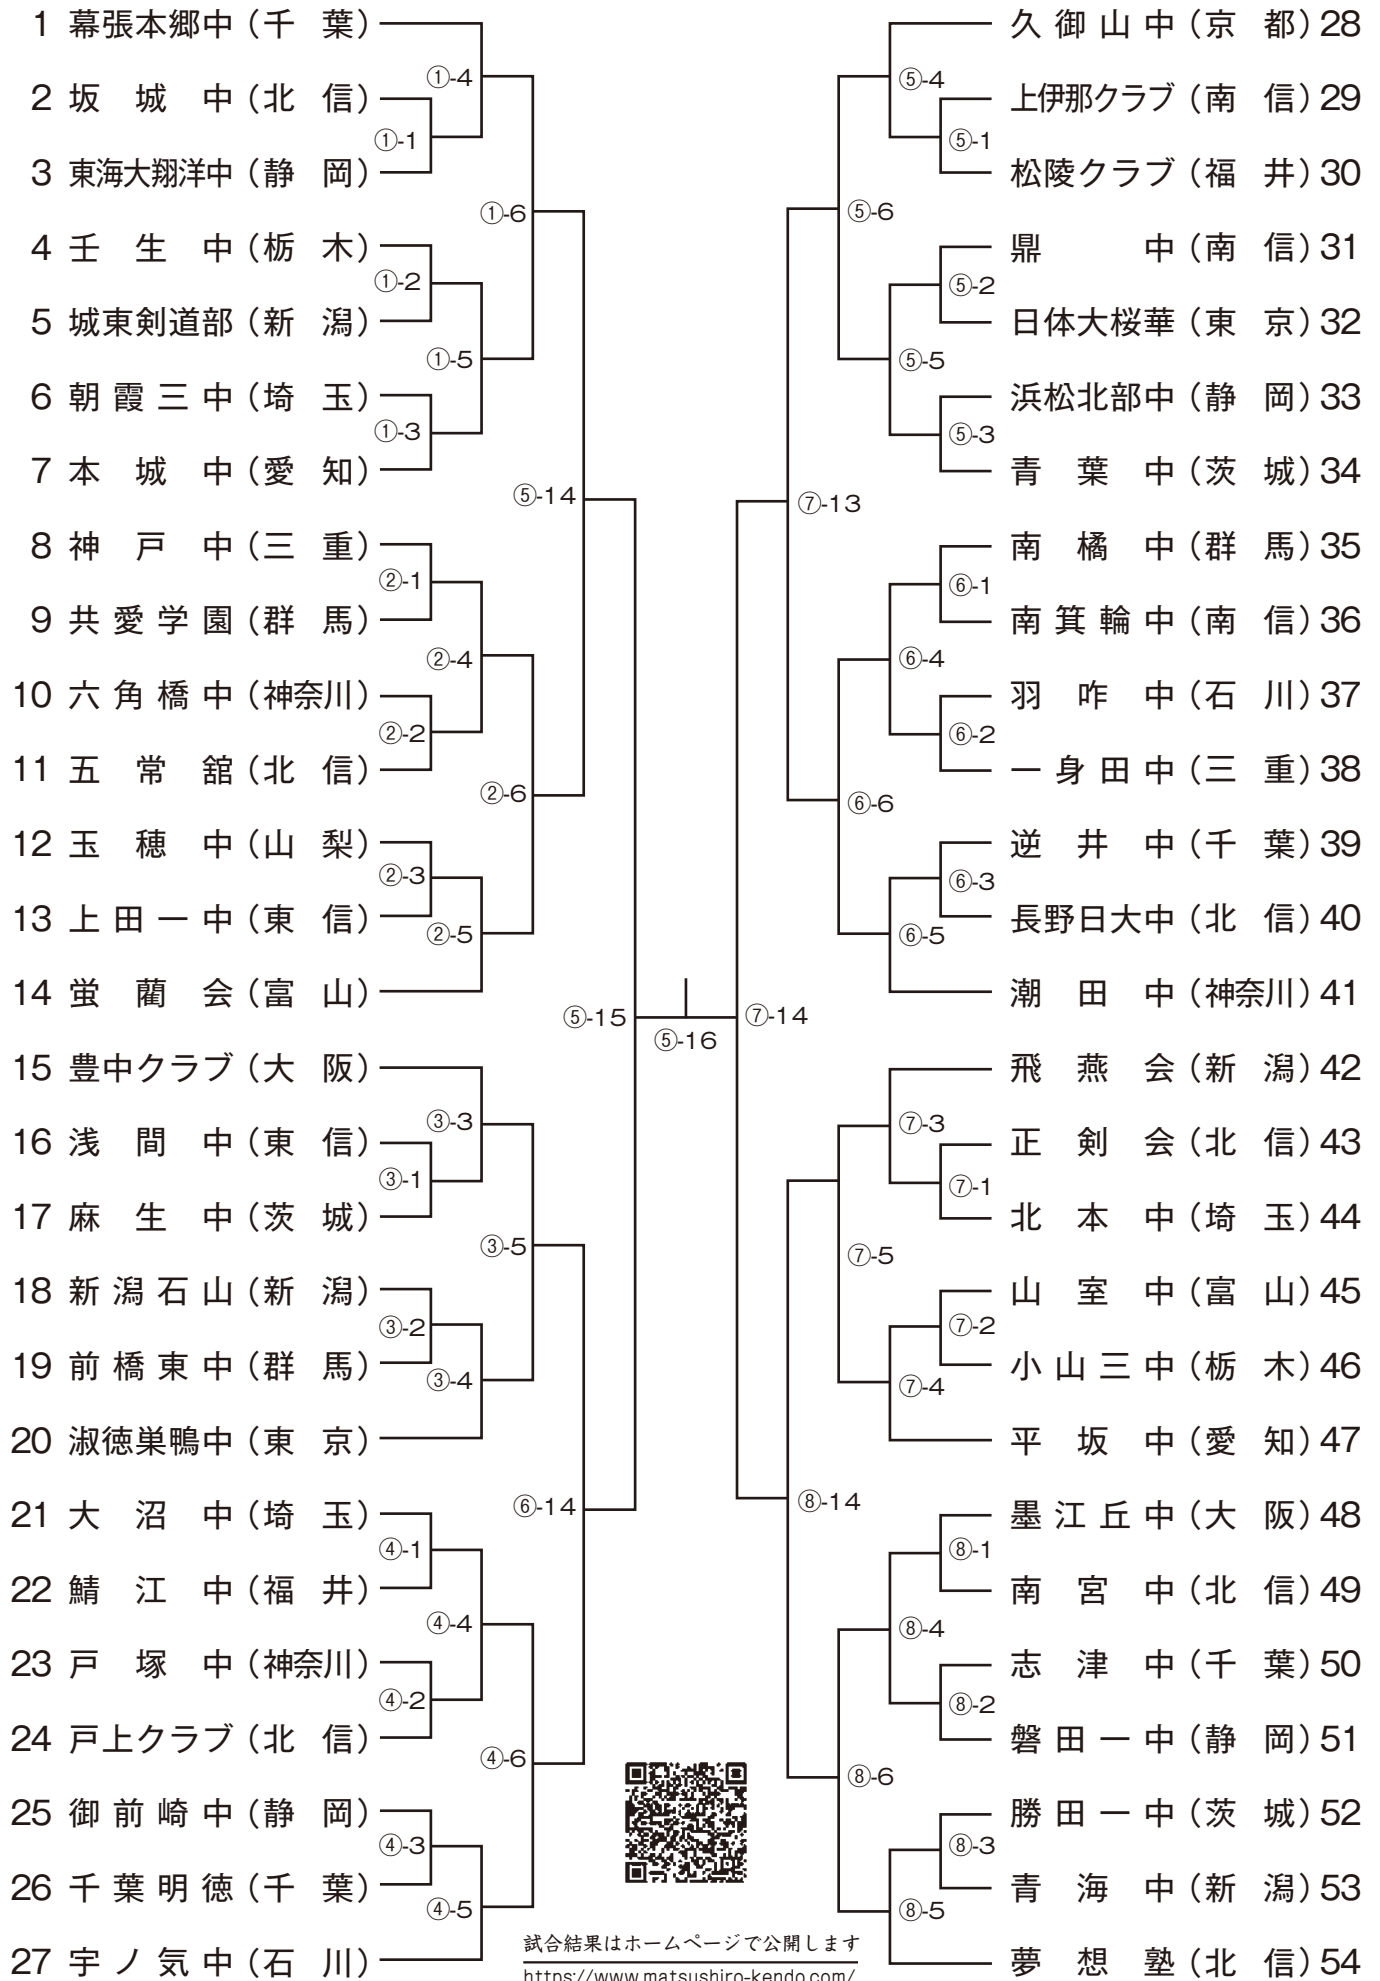 1 幕張本郷中（千 葉）
①-4
2 坂 城 中（北 信）
①-1
3 東海大翔洋中（静 岡）
①-6
4 壬 生 中（栃 木）
①-2
5 城東剣道部（新 潟）
①-5
6 朝霞三中（埼 玉）
①-3
7 本 城 中（愛 知）
⑤-14
8 神 戸 中（三 重）
②-1
9 共愛学園（群 馬）
②-4
10 六角橋中（神奈川）
②-2
11 五 常 舘（北 信）
②-6
12 玉 穂 中（山 梨）
②-3
13 上田一中（東 信）
②-5
14 蛍 藺 会（富 山）
⑤-15
15 豊中クラブ（大 阪）
③-3
16 浅 間 中（東 信）
③-1
17 麻 生 中（茨 城）
③-5
18 新潟石山（新 潟）
③-2
19 前橋東中（群 馬）
③-4
20 淑徳巣鴨中（東 京）
⑥-14
21 大 沼 中（埼 玉）
④-1
22 鯖 江 中（福 井）
④-4
23 戸 塚 中（神奈川）
④-2
24 戸上クラブ（北 信）
④-6
25 御前崎中（静 岡）
④-3
26 千葉明徳（千 葉）
④-5
27 宇ノ気中（石 川）
⑤-16
久御山中（京 都）28
⑤-4
上伊那クラブ（南 信）29
⑤-1
松陵クラブ（福 井）30
⑤-6
鼎 中（南 信）31
⑤-2
日体大桜華（東 京）32
⑤-5
浜松北部中（静 岡）33
⑤-3
青 葉 中（茨 城）34
⑦-13
南 橘 中（群 馬）35
⑥-1
南箕輪中（南 信）36
⑥-4
羽 咋 中（石 川）37
⑥-2
一身田中（三 重）38
⑥-6
逆 井 中（千 葉）39
⑥-3
長野日大中（北 信）40
⑥-5
潮 田 中（神奈川）41
⑦-14
飛 燕 会（新 潟）42
⑦-3
正 剣 会（北 信）43
⑦-1
北 本 中（埼 玉）44
⑦-5
山 室 中（富 山）45
⑦-2
小山三中（栃 木）46
⑦-4
平 坂 中（愛 知）47
⑧-14
墨江丘中（大 阪）48
⑧-1
南 宮 中（北 信）49
⑧-4
志 津 中（千 葉）50
⑧-2
磐田一中（静 岡）51
⑧-6
勝田一中（茨 城）52
⑧-3
青 海 中（新 潟）53
⑧-5
夢 想 塾（北 信）54
試合結果はホームページで公開します
https://www.matsushiro-kendo.com/